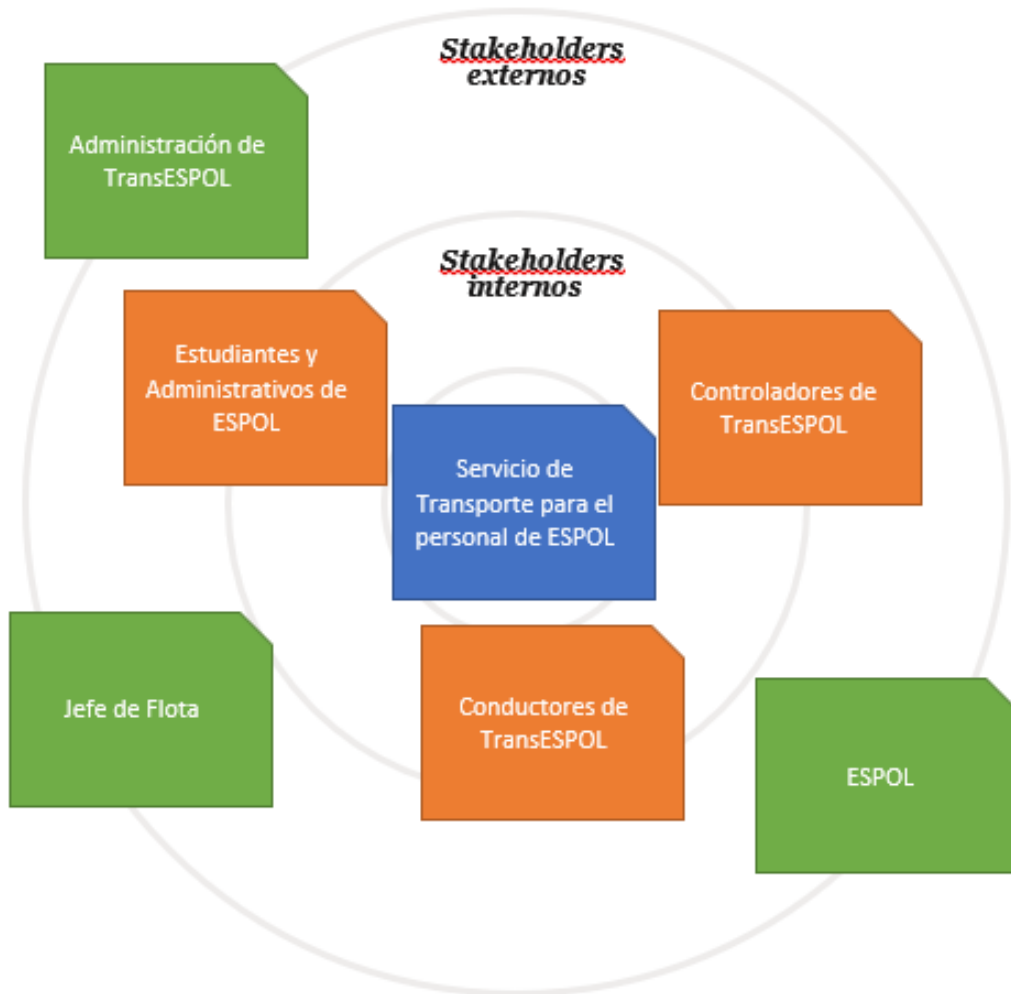 Stakeholders
externos
Administración de
TransESPOL
Stakeholders
internos
Estudiantes y
Administrativos de
ESPOL
Controladores de
TransESPOL
Servicio de
Transporte para el
personal de ESPOL
Jefe de Flota
Conductores de
TransESPOL
ESPOL